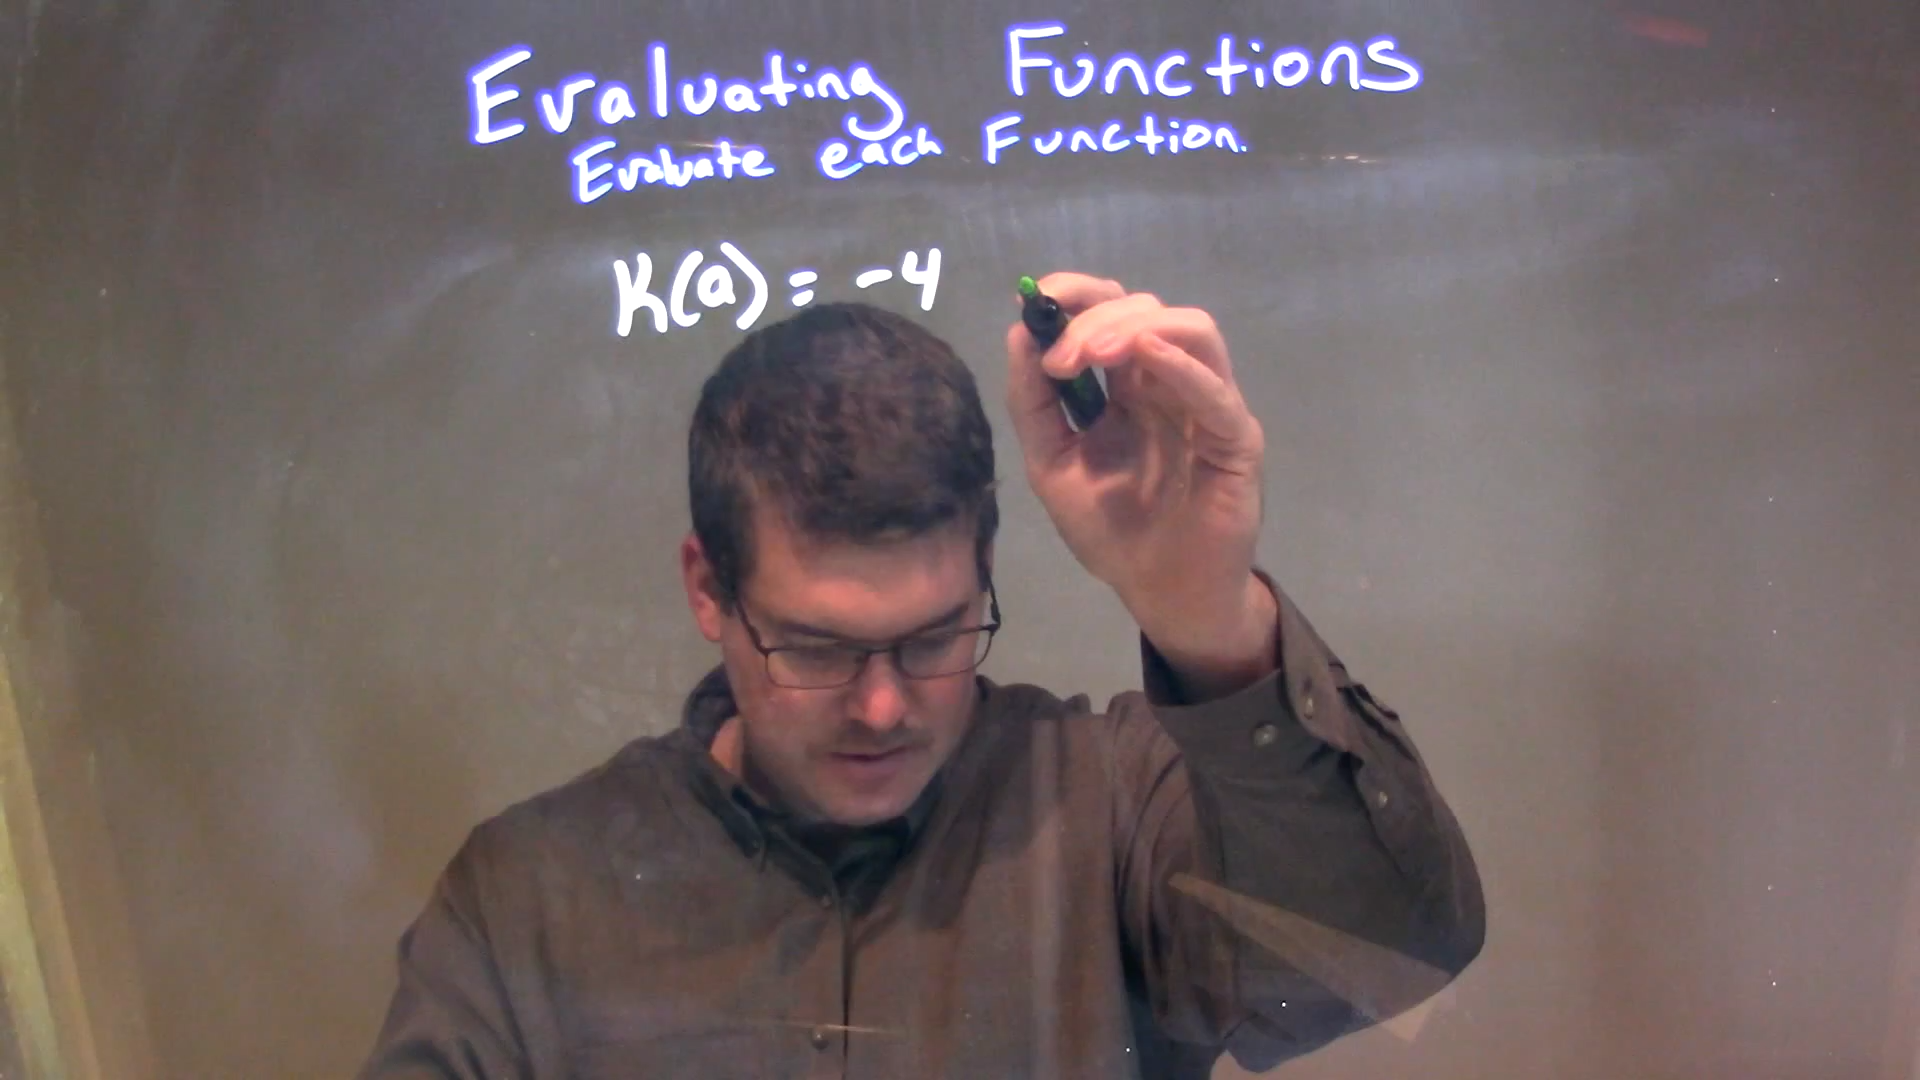 Evaluating Functions
Evaluate each Function.
K(a) = -4